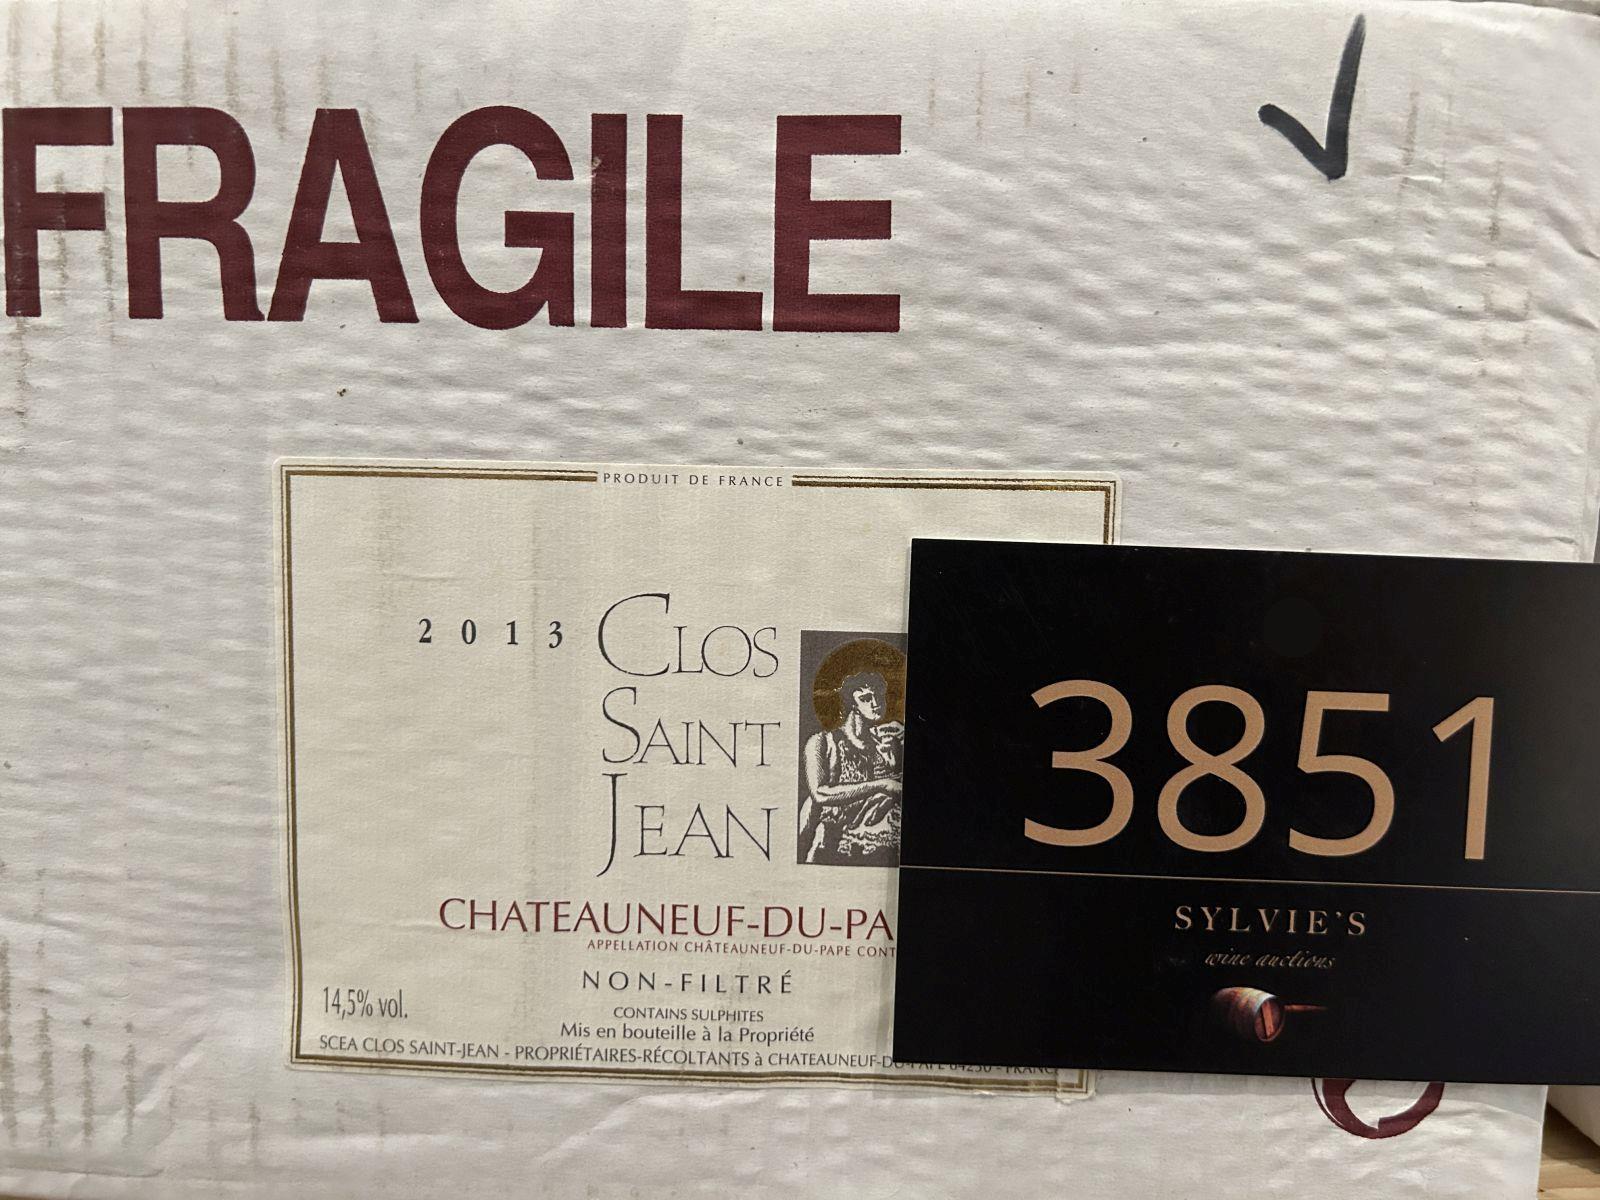 FRAGILE
PRODUIT DE FRANCE
2013
CLOS
SAINT
JEAN
CHATEAUNEUF-DU-PA
APPELLATION CHÂTEAUNEUF-DU-PAPE CONT
NON-FILTRÉ
14,5% vol.
CONTAINS SULPHITES
Mis en bouteille à la Propriété
SCEA CLOS SAINT-JEAN - PROPRIÉTAIRES-RÉCOLTANTS à CHATEAUNEUF-DU-PAPE 84230 - FRANC
3851
SYLVIE'S
wine auctions